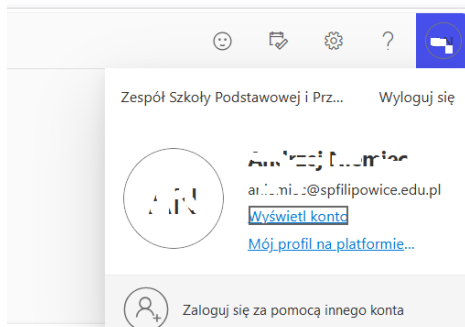 ?
Zespół Szkoły Podstawowej i Prz... Wyloguj się
@spfilipowice.edu.pl
Wyświetl konto
Mój profil na platformie...
Zaloguj się za pomocą innego konta